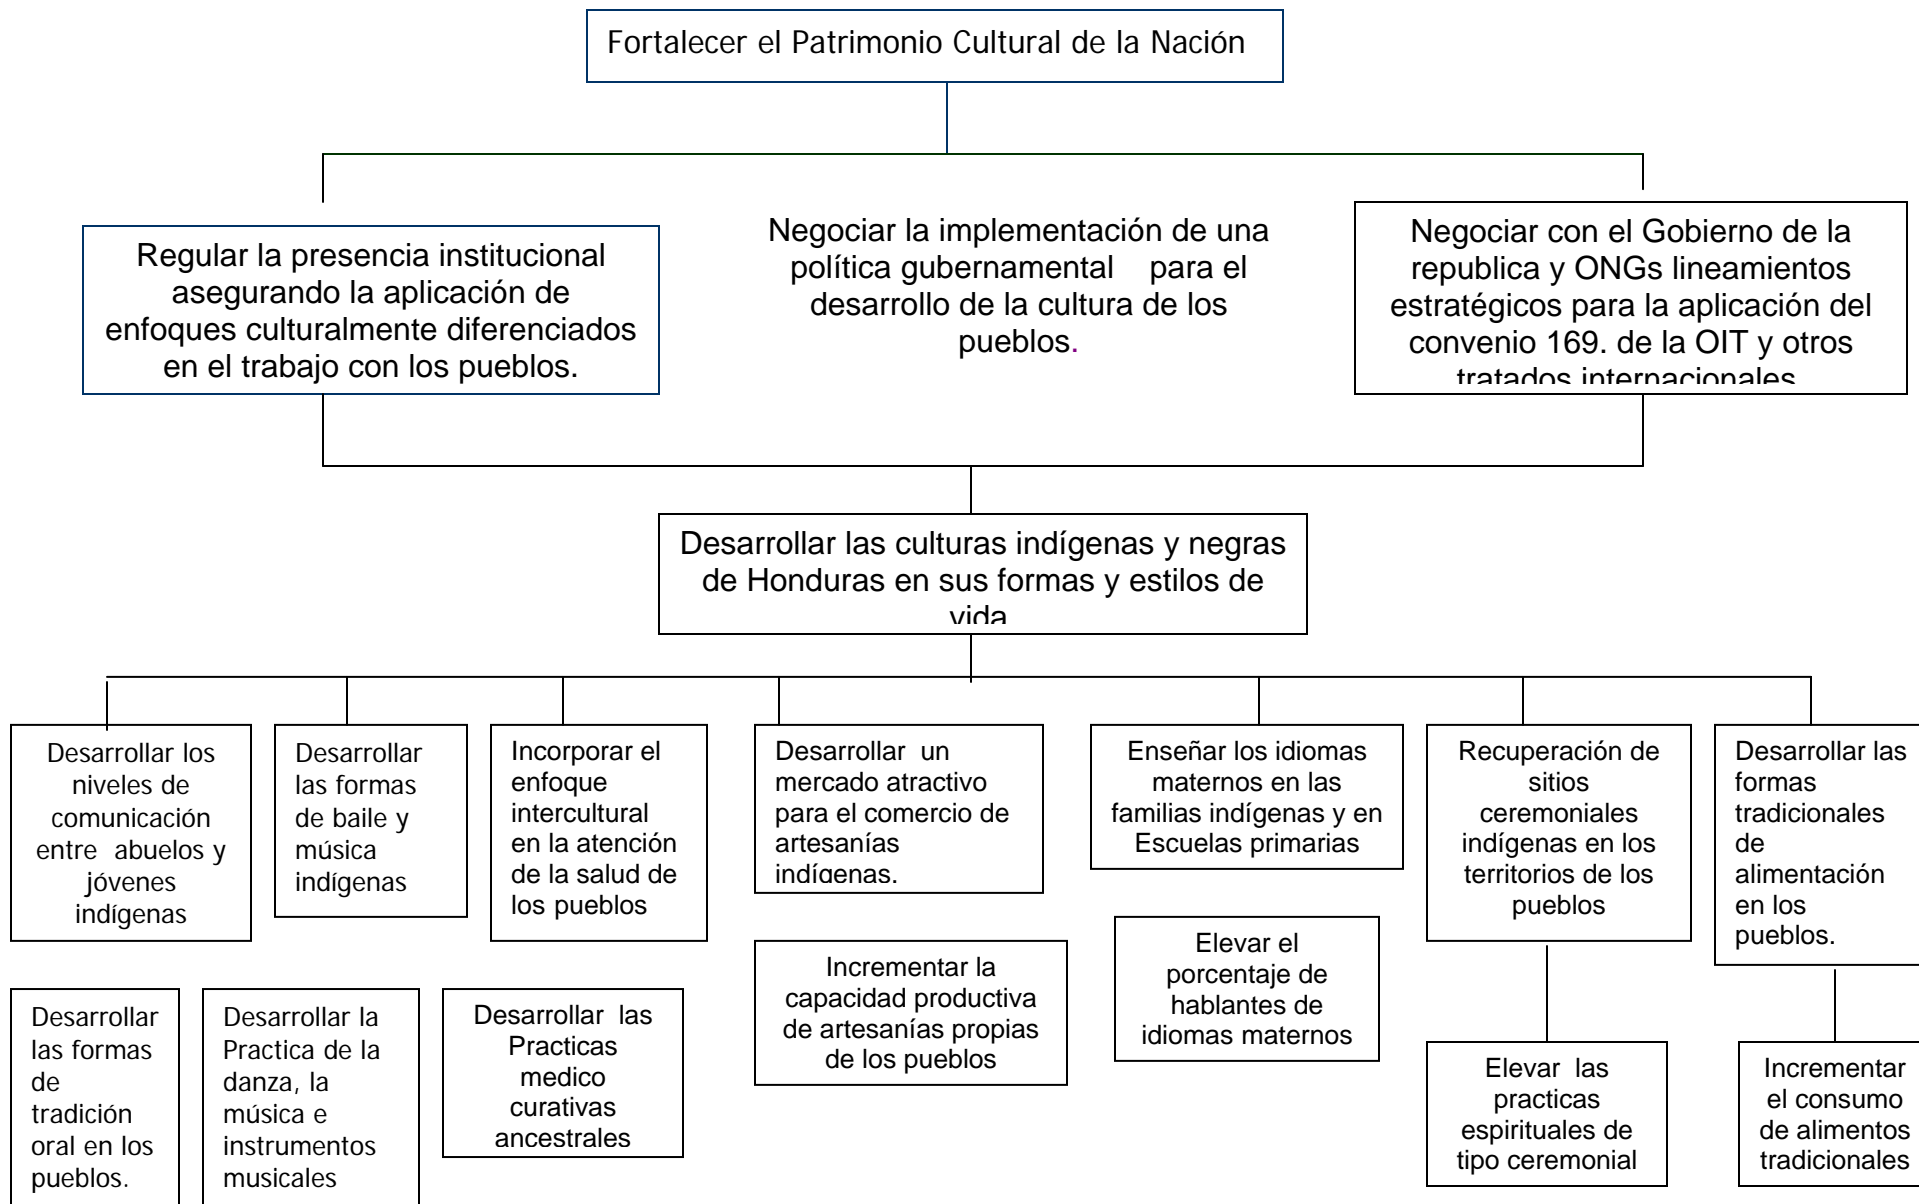 Fortalecer el Patrimonio Cultural de la Nación
Regular la presencia institucional
asegurando la aplicación de
enfoques culturalmente diferenciados
en el trabajo con los pueblos.
Negociar la implementación de una
política gubernamental para el
desarrollo de la cultura de los
pueblos.
Negociar con el Gobierno de la
republica y ONGs lineamientos
estratégicos para la aplicación del
convenio 169. de la OIT y otros
tratados internacionales
Desarrollar las culturas indígenas y negras
de Honduras en sus formas y estilos de
vida
Desarrollar los
niveles de
comunicación
entre abuelos y
jóvenes
indígenas
Desarrollar
las formas
de baile y
música
indígenas
Incorporar el
enfoque
intercultural
en la atención
de la salud de
los pueblos
Desarrollar un
mercado atractivo
para el comercio de
artesanías
indígenas.
Enseñar los idiomas
maternos en las
familias indígenas y en
Escuelas primarias
Recuperación de
sitios
ceremoniales
indígenas en los
territorios de los
pueblos
Desarrollar las
formas
tradicionales
de
alimentación
en los
pueblos.
Desarrollar
las formas
de
tradición
oral en los
pueblos.
Desarrollar la
Practica de la
danza, la
música e
instrumentos
musicales
Desarrollar las
Practicas
medico
curativas
ancestrales
Incrementar la
capacidad productiva
de artesanías propias
de los pueblos
Elevar el
porcentaje de
hablantes de
idiomas maternos
Elevar las
practicas
espirituales de
tipo ceremonial
Incrementar
el consumo
de alimentos
tradicionales